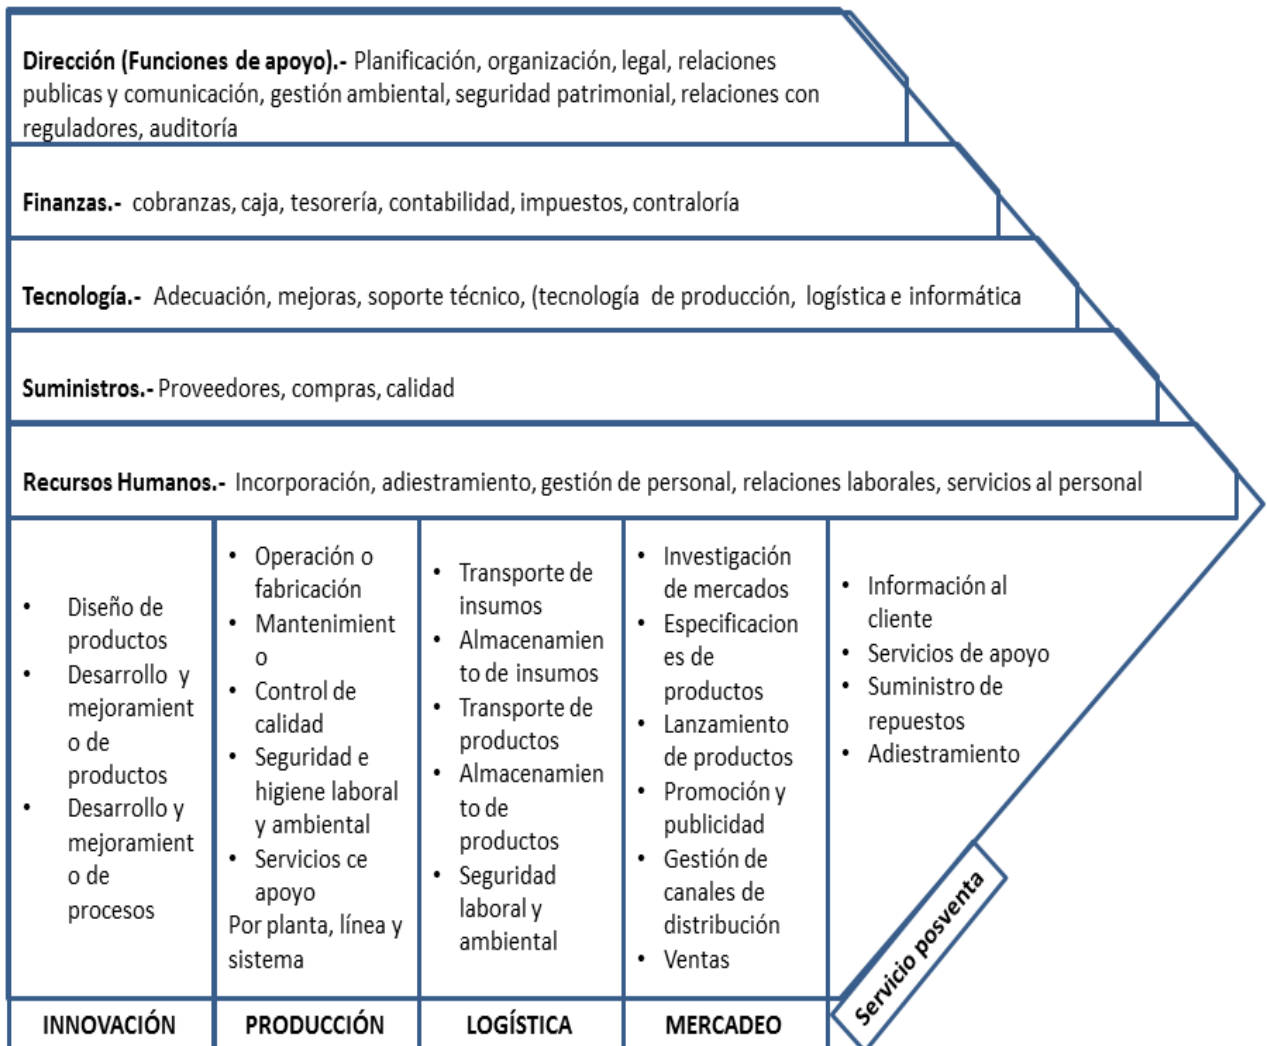 Dirección (Funciones de apoyo).- Planificación, organización, legal, relaciones
publicas y comunicación, gestión ambiental, seguridad patrimonial, relaciones con
reguladores, auditoría
Finanzas.- cobranzas, caja, tesorería, contabilidad, impuestos, contraloría
Tecnología.- Adecuación, mejoras, soporte técnico, (tecnología de producción, logística e informática
Suministros.- Proveedores, compras, calidad
Recursos Humanos.- Incorporación, adiestramiento, gestión de personal, relaciones laborales, servicios al personal
• Diseño de
productos
• Desarrollo y
mejoramient
o de
productos
• Desarrollo y
mejoramient
o de
procesos
INNOVACIÓN
• Operación o
fabricación
• Mantenimient
o
• Control de
calidad
• Seguridad e
higiene laboral
y ambiental
• Servicios ce
apoyo
Por planta, línea y
sistema
PRODUCCIÓN
• Transporte de
insumos
• Almacenamien
to de insumos
• Transporte de
productos
• Almacenamien
to de
productos
• Seguridad
laboral y
ambiental
LOGÍSTICA
• Investigación
de mercados
• Especificacion
es de
productos
• Lanzamiento
de productos
• Promoción y
publicidad
• Gestión de
canales de
distribución
• Ventas
MERCADEO
• Información al
cliente
• Servicios de apoyo
• Suministro de
repuestos
• Adiestramiento
Servicio posventa